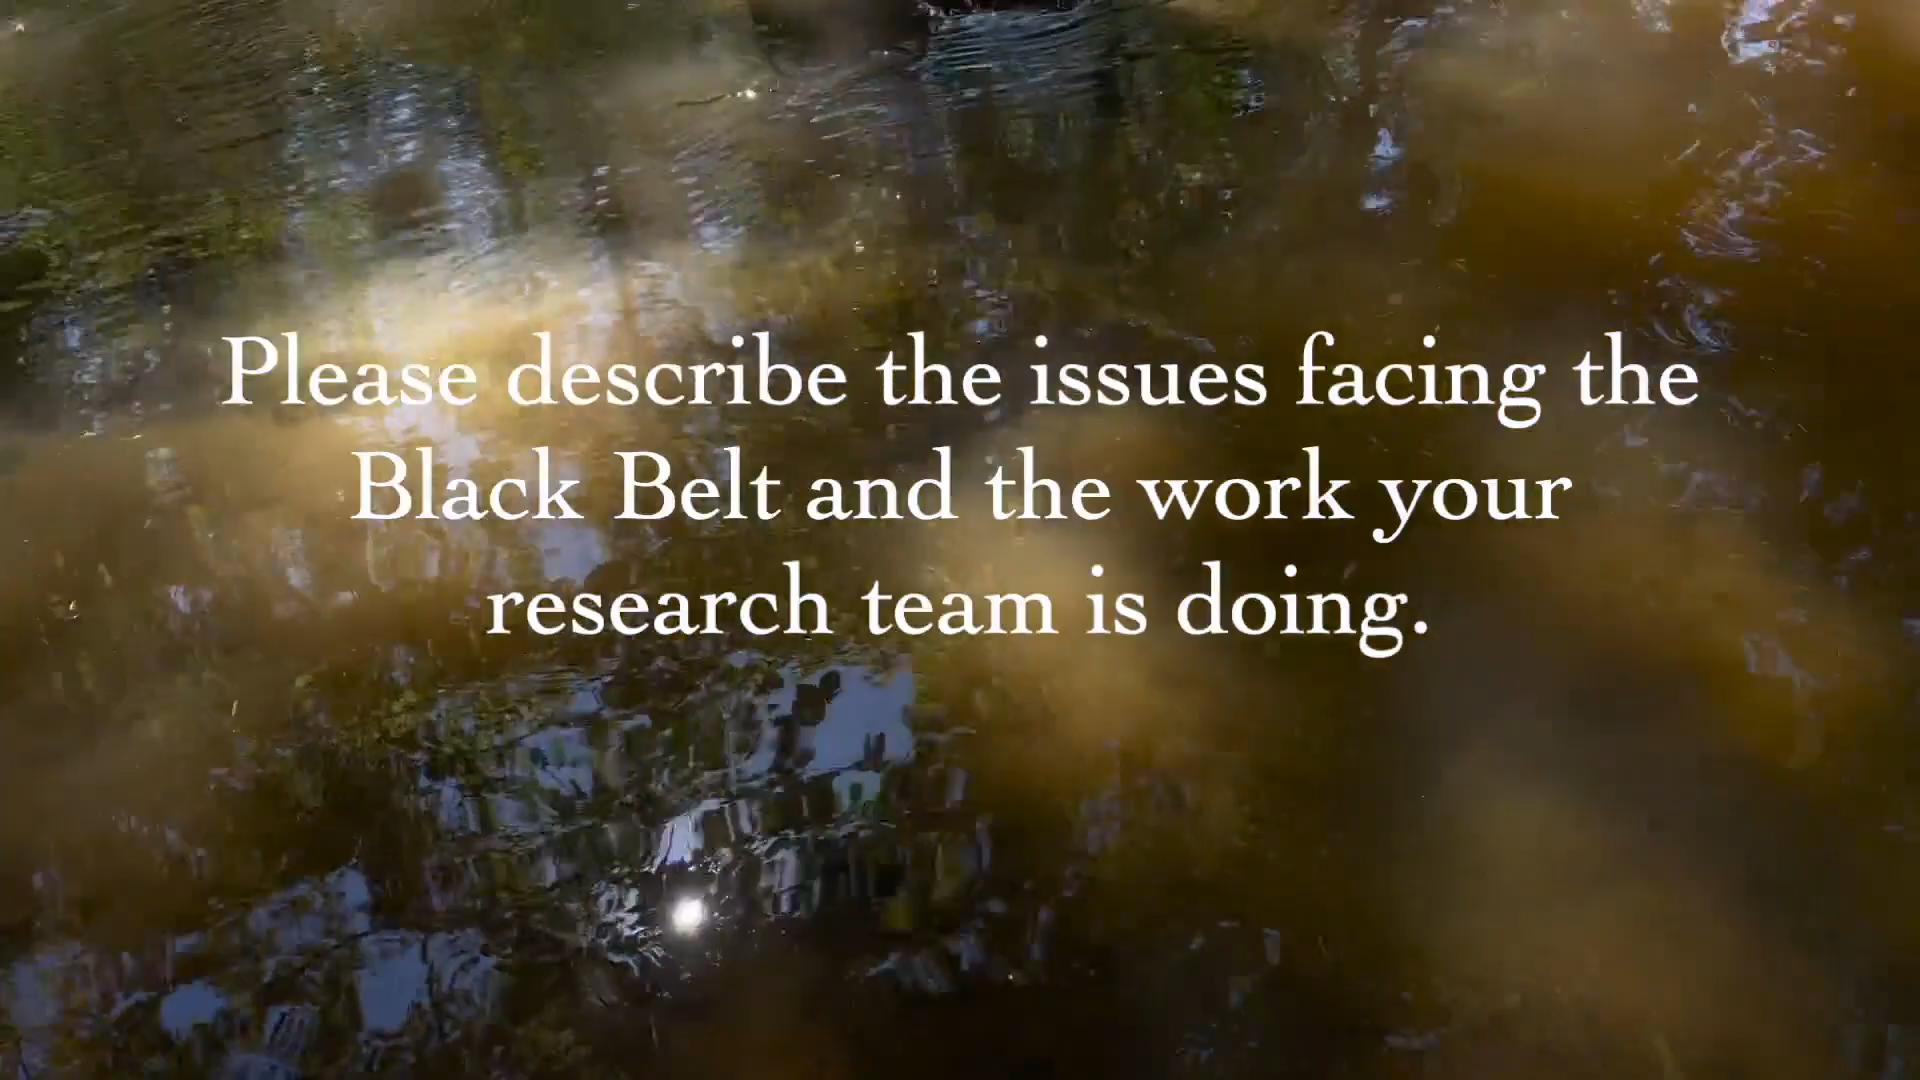 Please describe the issues facing the
Black Belt and the work your
research team is doing.